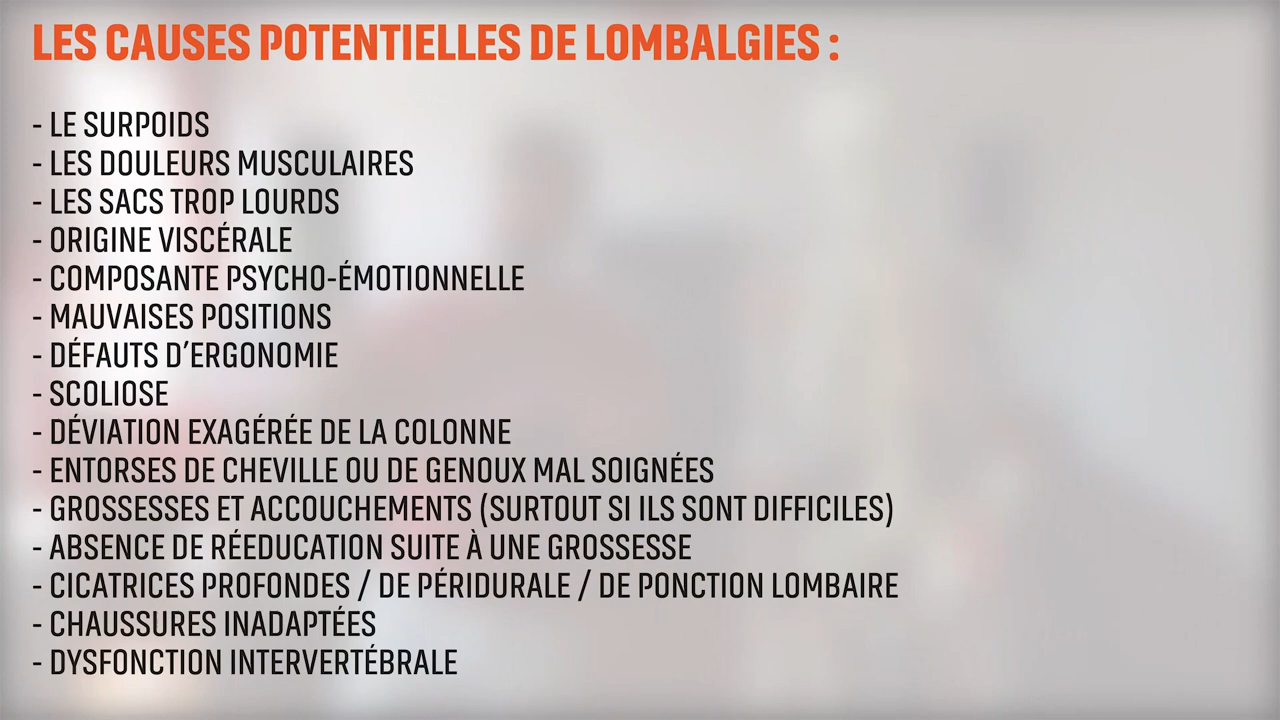 LES CAUSES POTENTIELLES DE LOMBALGIES :
- LE SURPOIDS
- LES DOULEURS MUSCULAIRES
- LES SACS TROP LOURDS
- ORIGINE VISCÉRALE
- COMPOSANTE PSYCHO-ÉMOTIONNELLE
- MAUVAISES POSITIONS
- DÉFAUTS D'ERGONOMIE
- SCOLIOSE
- DÉVIATION EXAGÉRÉE DE LA COLONNE
- ENTORSES DE CHEVILLE OU DE GENOUX MAL SOIGNÉES
- GROSSESSES ET ACCOUCHEMENTS (SURTOUT SI ILS SONT DIFFICILES)
- ABSENCE DE RÉEDUCATION SUITE À UNE GROSSESSE
- CICATRICES PROFONDES / DE PÉRIDURALE / DE PONCTION LOMBAIRE
- CHAUSSURES INADAPTÉES
- DYSFONCTION INTERVERTÉBRALE